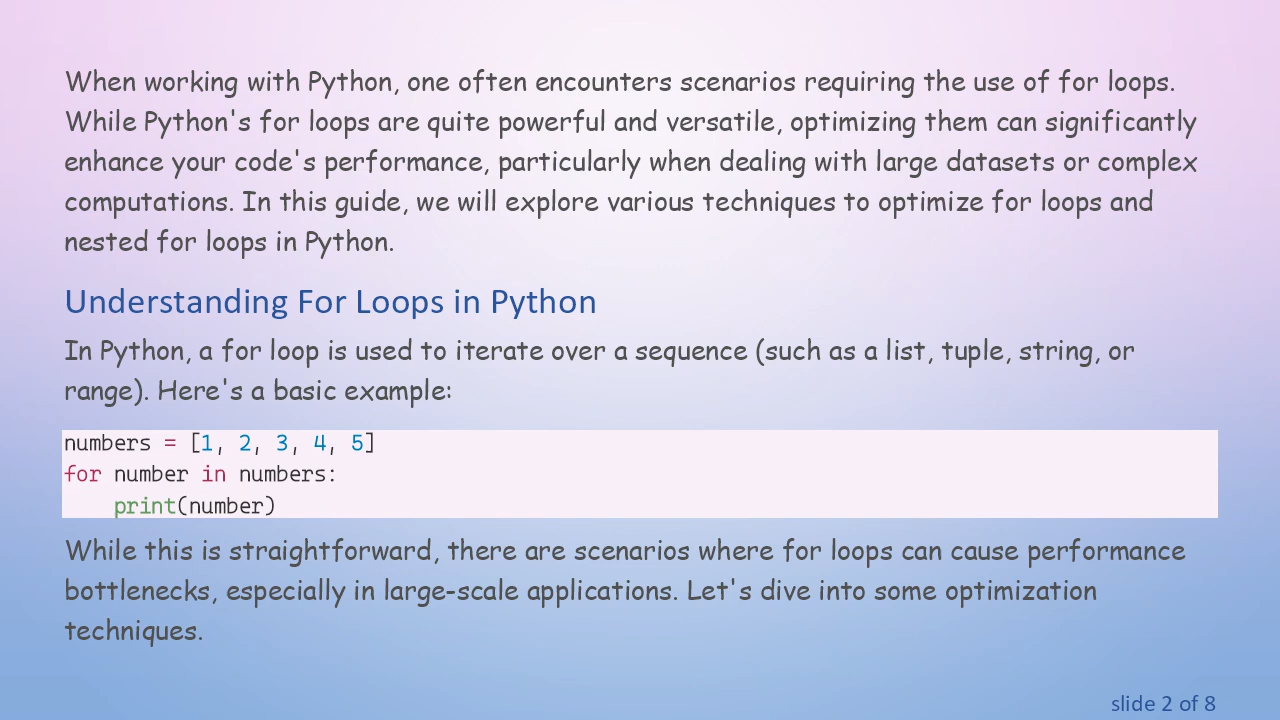 When working with Python, one often encounters scenarios requiring the use of for loops.
While Python's for loops are quite powerful and versatile, optimizing them can significantly
enhance your code's performance, particularly when dealing with large datasets or complex
computations. In this guide, we will explore various techniques to optimize for loops and
nested for loops in Python.
Understanding For Loops in Python
In Python, a for loop is used to iterate over a sequence (such as a list, tuple, string, or
range). Here's a basic example:
numbers = [1, 2, 3, 4, 5]
for number in numbers:
    print(number)
While this is straightforward, there are scenarios where for loops can cause performance
bottlenecks, especially in large-scale applications. Let's dive into some optimization
techniques.
slide 2 of 8